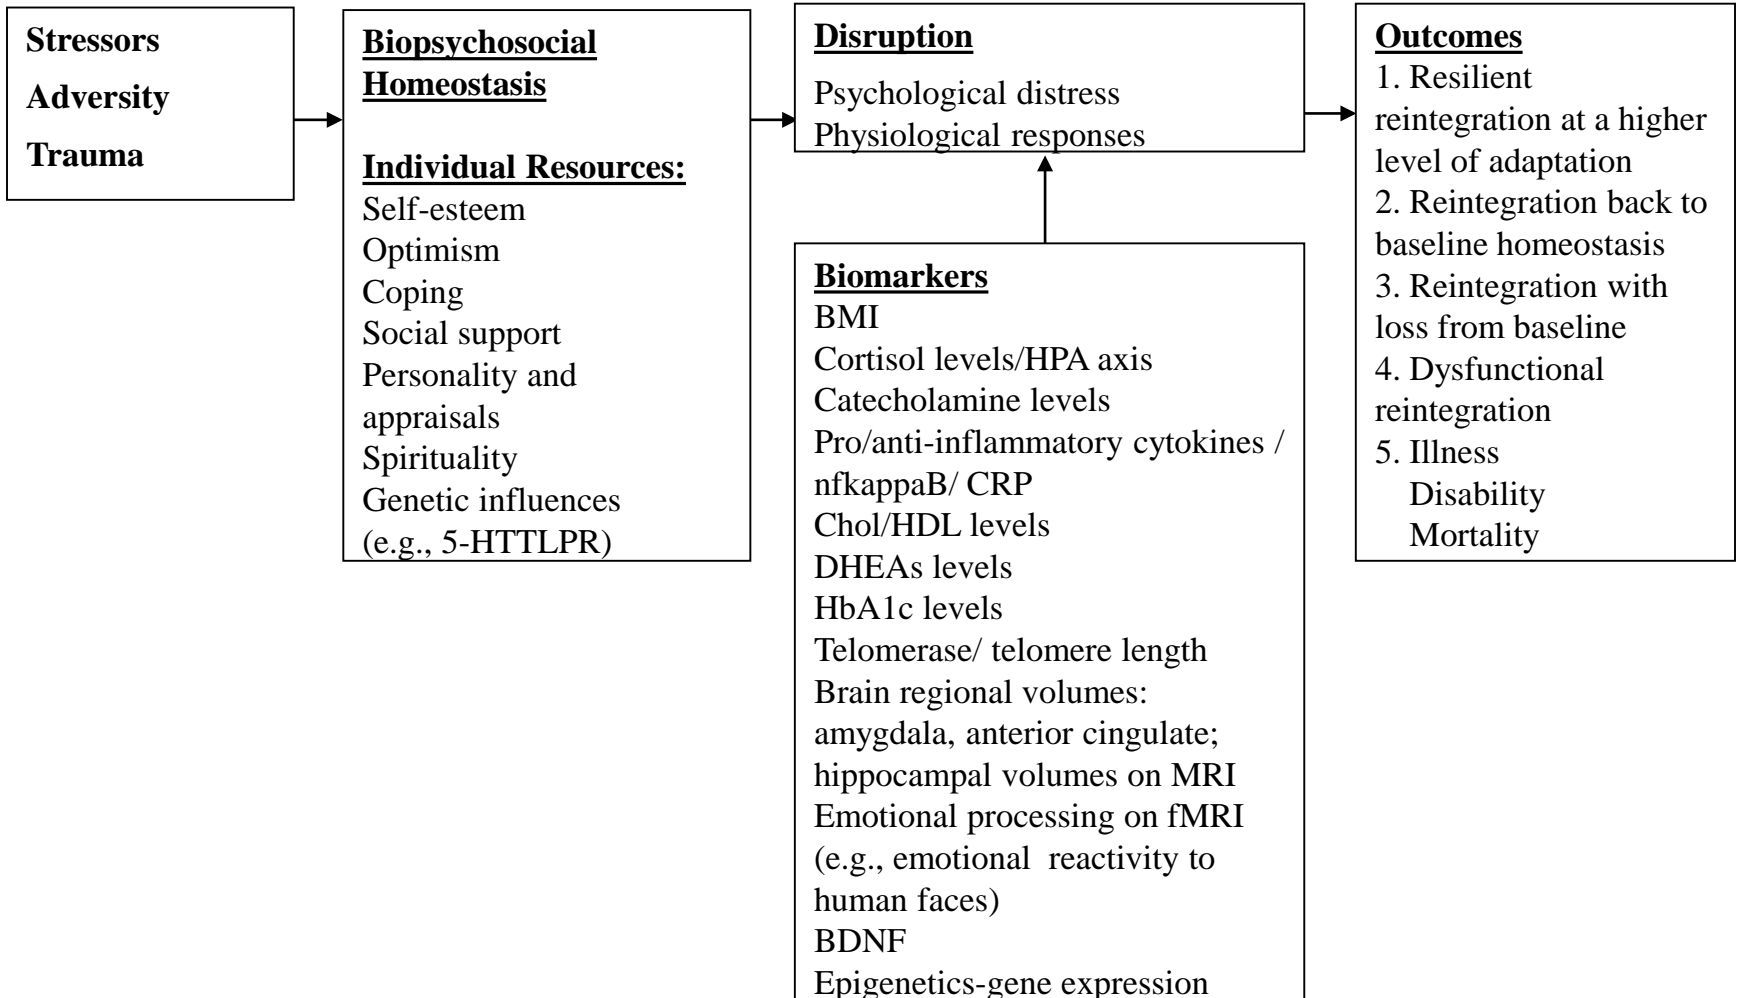 Stressors
Adversity
Trauma
Biopsychosocial
Homeostasis
Individual Resources:
Self-esteem
Optimism
Coping
Social support
Personality and
appraisals
Spirituality
Genetic influences
(e.g., 5-HTTLPR)
Disruption
Psychological distress
Physiological responses
Biomarkers
BMI
Cortisol levels/HPA axis
Catecholamine levels
Pro/anti-inflammatory cytokines /
nfkappaB/ CRP
Chol/HDL levels
DHEAs levels
HbA1c levels
Telomerase/ telomere length
Brain regional volumes:
amygdala, anterior cingulate;
hippocampal volumes on MRI
Emotional processing on fMRI
(e.g., emotional reactivity to
human faces)
BDNF
Epigenetics-gene expression
Outcomes
1. Resilient
reintegration at a higher
level of adaptation
2. Reintegration back to
baseline homeostasis
3. Reintegration with
loss from baseline
4. Dysfunctional
reintegration
5. Illness
Disability
Mortality